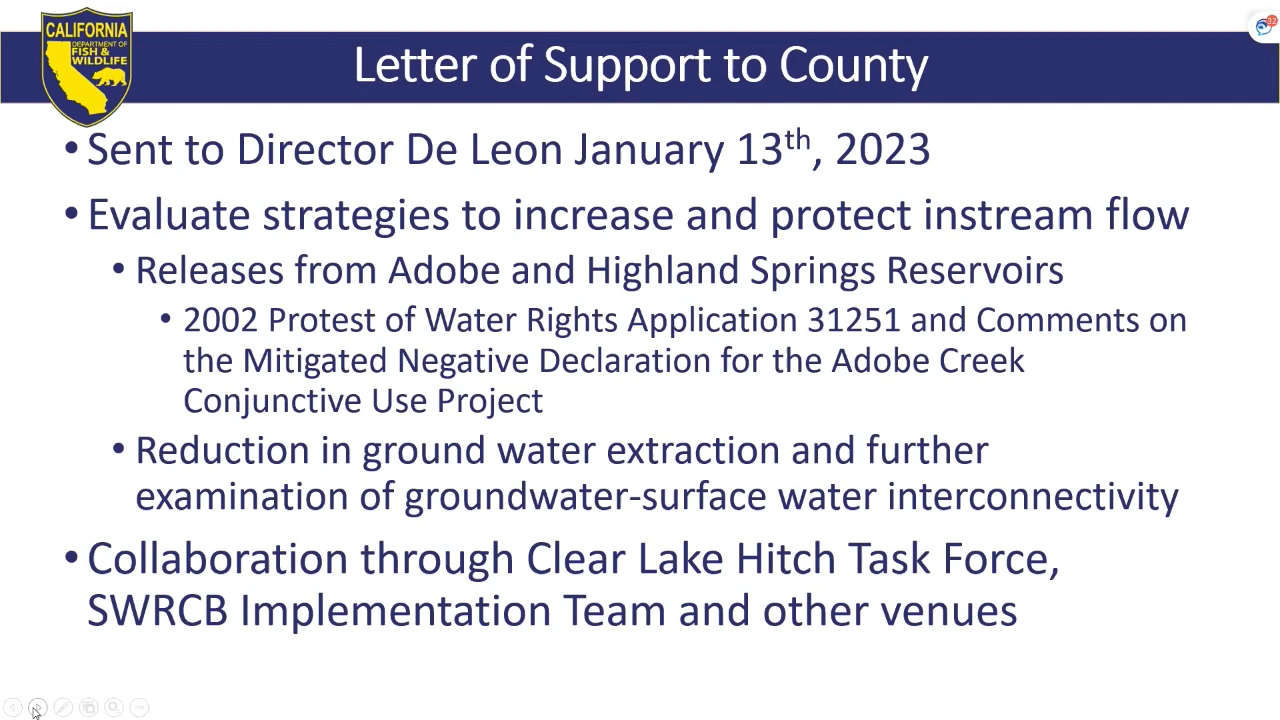 CALIFORNIA
DEPARTMENT OF
FISH &
WILDLIFE
32
Letter of Support to County
• Sent to Director De Leon January 13th, 2023
• Evaluate strategies to increase and protect instream flow
• Releases from Adobe and Highland Springs Reservoirs
• 2002 Protest of Water Rights Application 31251 and Comments on
the Mitigated Negative Declaration for the Adobe Creek
Conjunctive Use Project
• Reduction in ground water extraction and further
examination of groundwater-surface water interconnectivity
• Collaboration through Clear Lake Hitch Task Force,
SWRCB Implementation Team and other venues